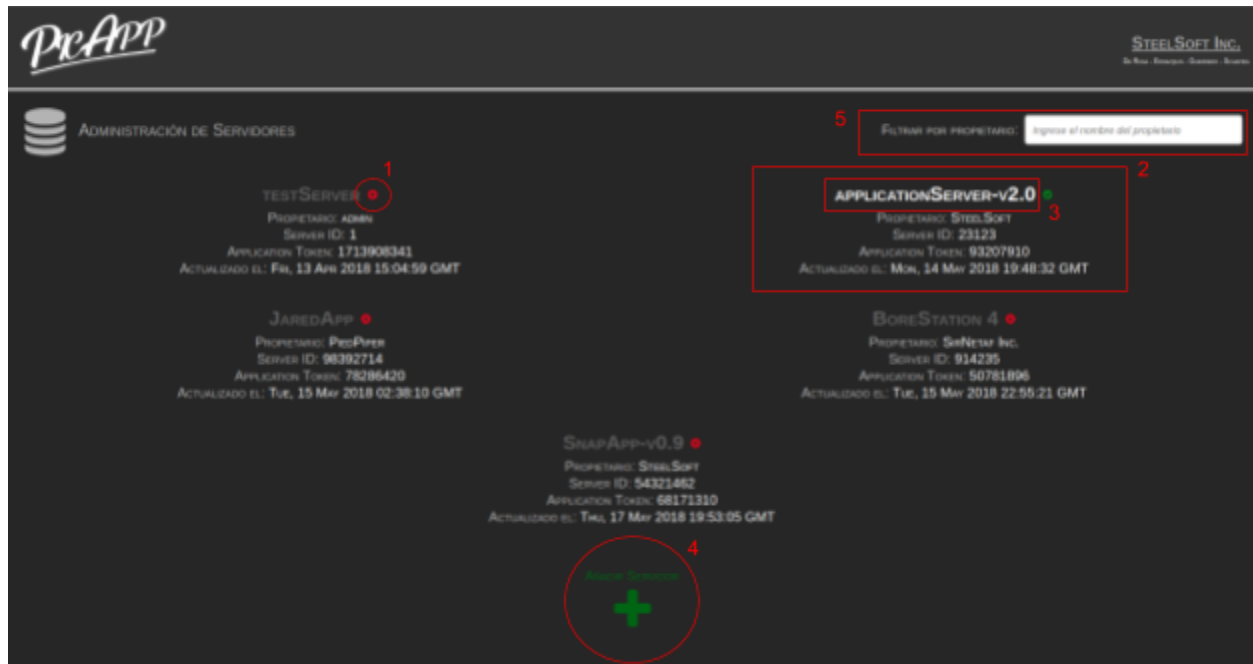 PicApp
SteelSoft Inc.
Administración de Servidores
5
Filtrar por propietario:
Ingrese el nombre del propietario
1
2
testServer
Propietario: admin
Server ID: 1
Application Token: 1713908341
Actualizado el: Fri, 13 Apr 2018 15:04:59 GMT
applicationServer-v2.0
3
Propietario: SteelSoft
Server ID: 23123
Application Token: 93207910
Actualizado el: Mon, 14 May 2018 19:48:32 GMT
JaredApp
Propietario: PiedPiper
Server ID: 98392714
Application Token: 78286420
Actualizado el: Tue, 15 May 2018 02:38:10 GMT
BoreStation 4
Propietario: SirNetaf Inc.
Server ID: 914235
Application Token: 50781896
Actualizado el: Tue, 15 May 2018 22:55:21 GMT
SnapApp-v0.9
Propietario: SteelSoft
Server ID: 54321462
Application Token: 68171310
Actualizado el: Thu, 17 May 2018 19:53:05 GMT
4
Añadir Servidor